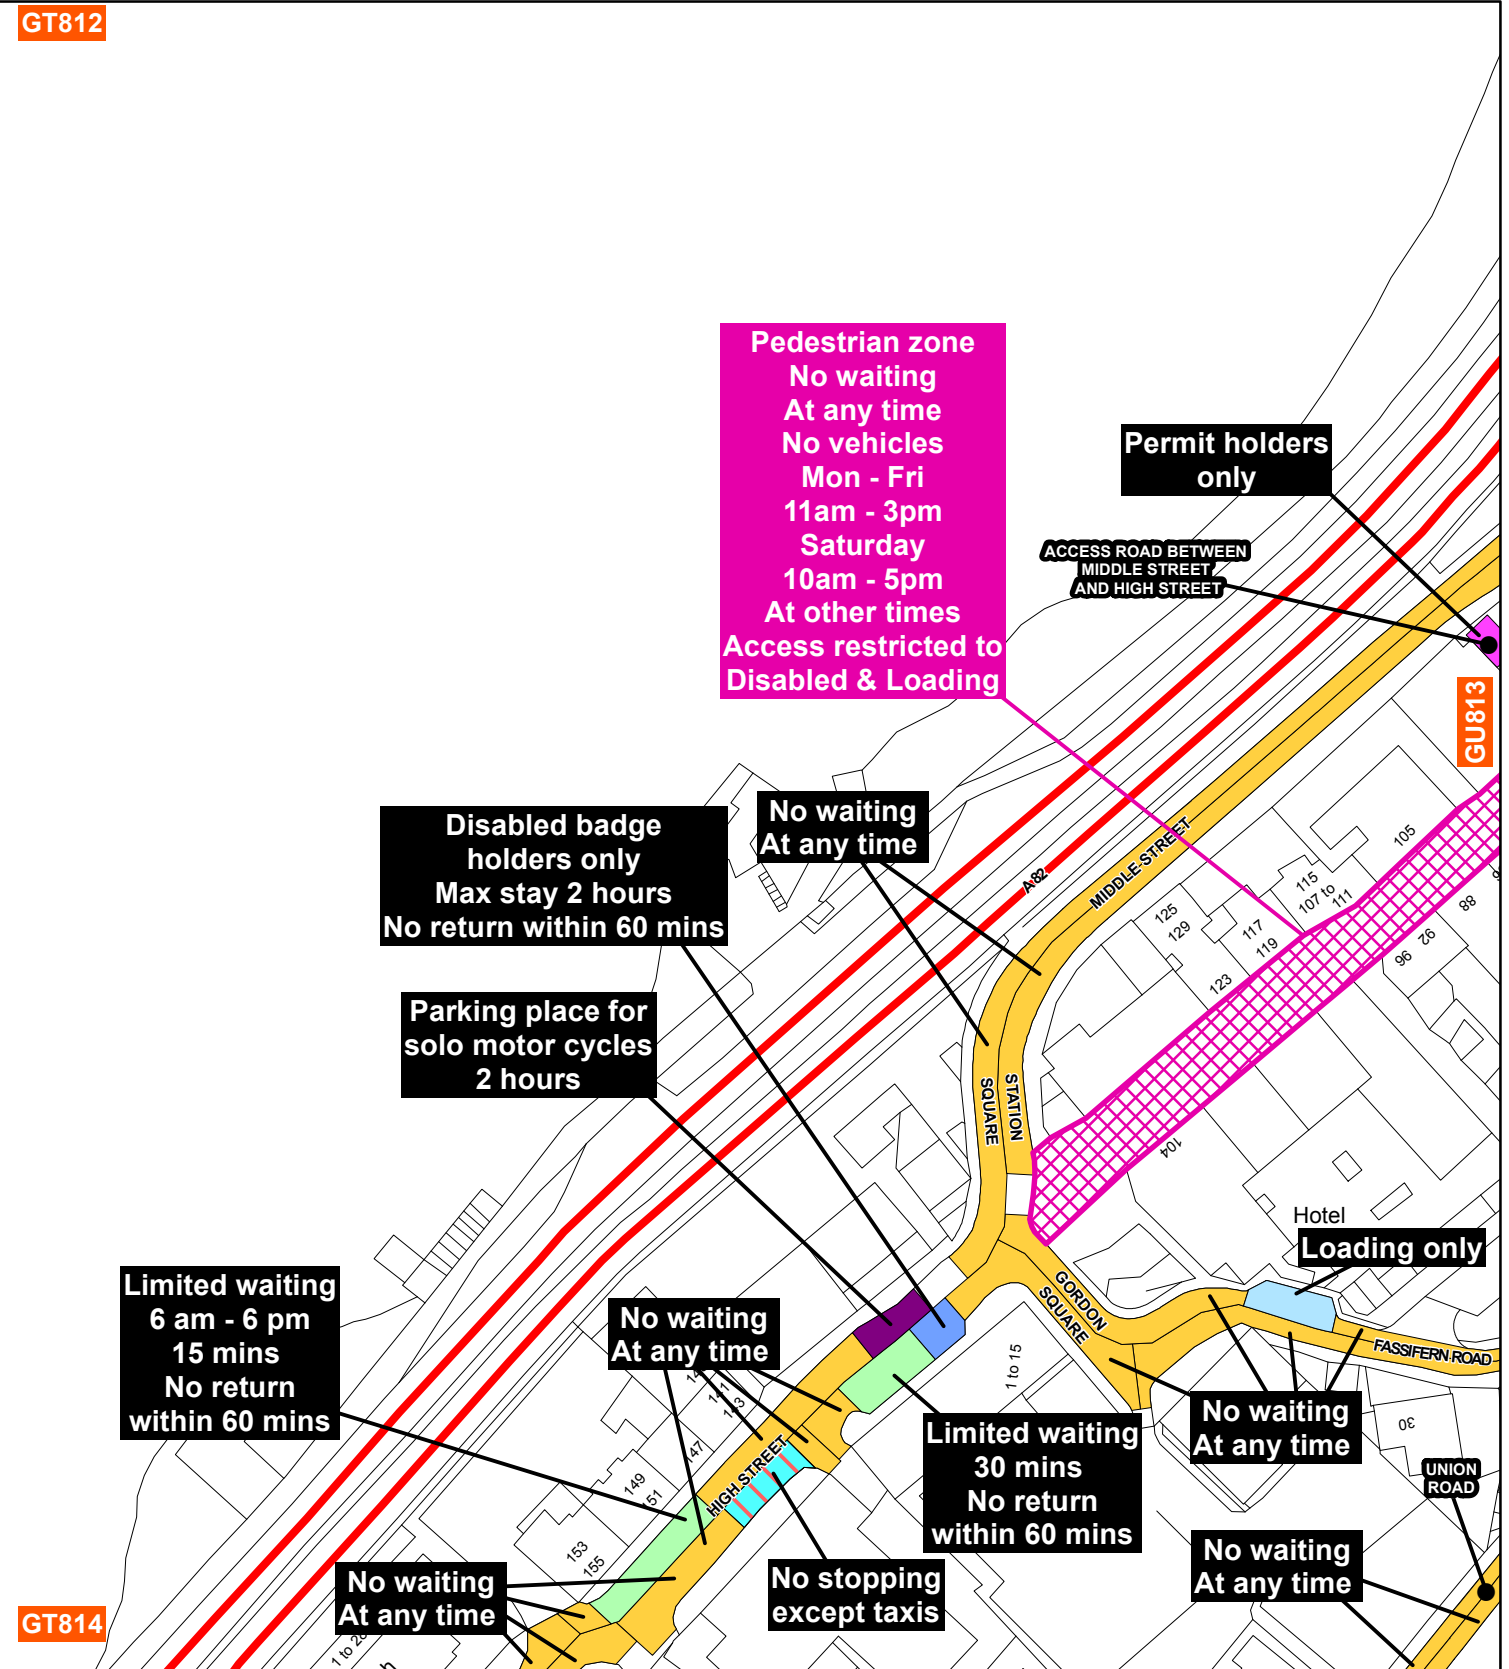 GT812
Pedestrian zone
No waiting
At any time
No vehicles
Mon - Fri
11am - 3pm
Saturday
10am - 5pm
At other times
Access restricted to
Disabled & Loading
Permit holders
only
ACCESS ROAD BETWEEN
MIDDLE STREET
AND HIGH STREET
GU813
Disabled badge
holders only
Max stay 2 hours
No return within 60 mins
No waiting
At any time
A 82
MIDDLE STREET
105
115
107 to
111
125
129
117
119
123
88
92
96
Parking place for
solo motor cycles
2 hours
STATION
SQUARE
104
Hotel
Loading only
GORDON
SQUARE
FASSIFERN ROAD
Limited waiting
6 am - 6 pm
15 mins
No return
within 60 mins
No waiting
At any time
1 to 15
143
147
149
151
153
155
HIGH STREET
Limited waiting
30 mins
No return
within 60 mins
No waiting
At any time
30
UNION
ROAD
No waiting
At any time
No stopping
except taxis
No waiting
At any time
GT814
1 to 28